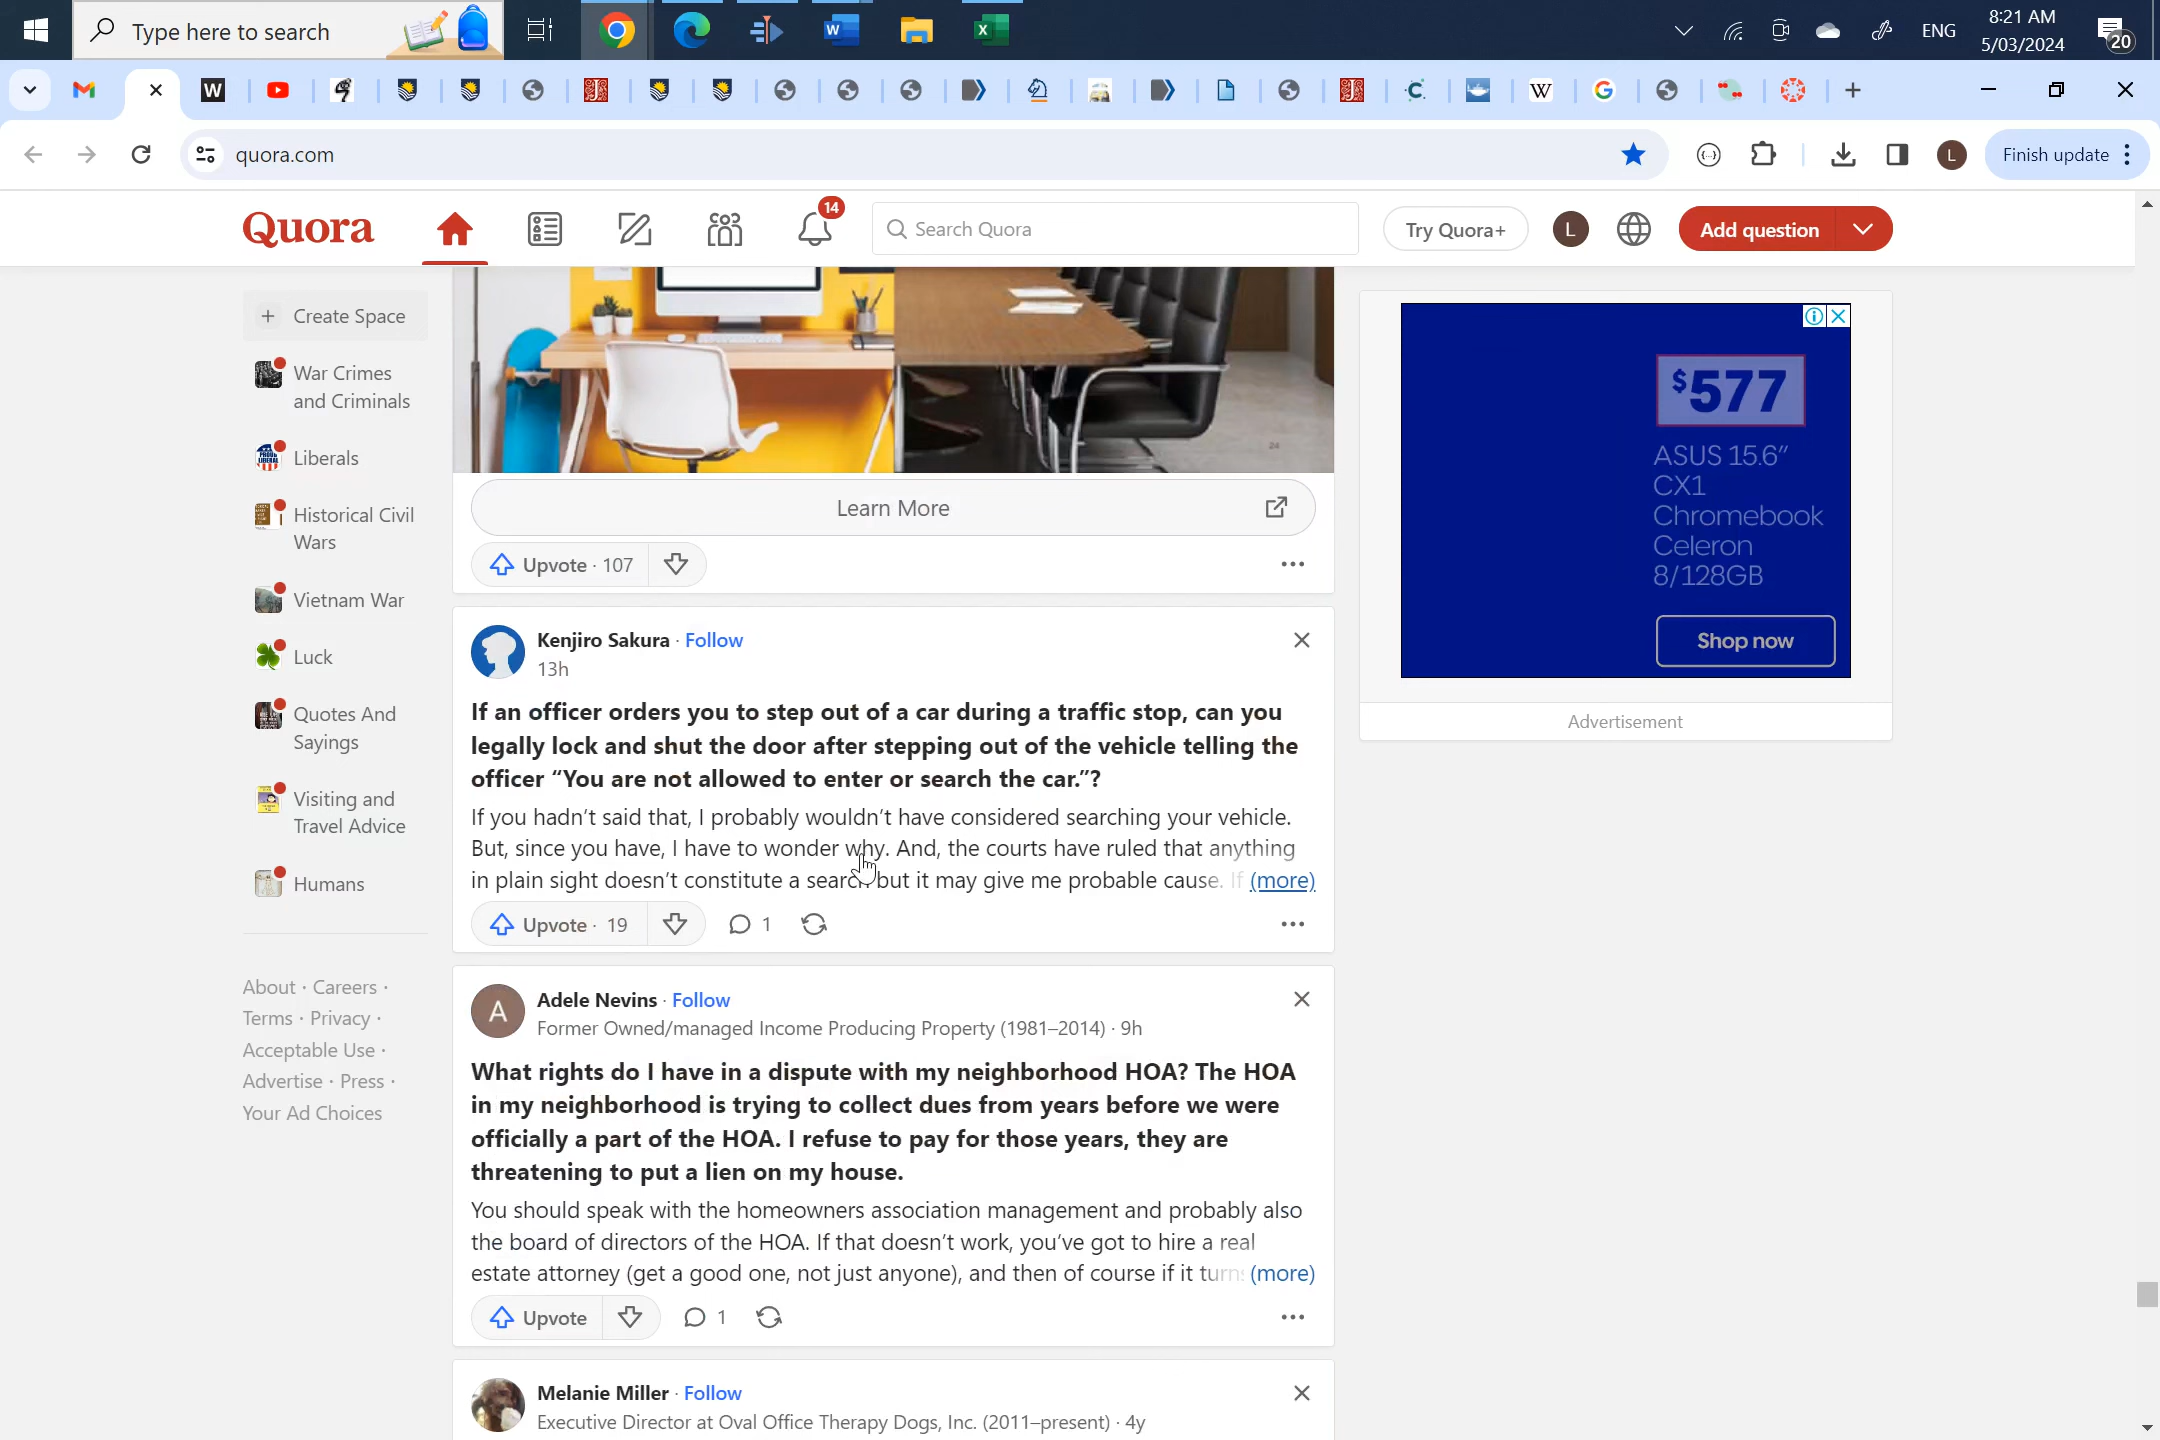 Type here to search
ENG
8:21 AM
5/03/2024
20
quora.com
Finish update
Quora
14
Search Quora
Try Quora+
L
Add question
Create Space
War Crimes
and Criminals
Liberals
Historical Civil
Wars
Vietnam War
Luck
Quotes And
Sayings
Visiting and
Travel Advice
Humans
About · Careers ·
Terms · Privacy ·
Acceptable Use ·
Advertise · Press ·
Your Ad Choices
Learn More
Upvote · 107
Kenjiro Sakura · Follow
13h
If an officer orders you to step out of a car during a traffic stop, can you
legally lock and shut the door after stepping out of the vehicle telling the
officer “You are not allowed to enter or search the car.”?
If you hadn’t said that, I probably wouldn’t have considered searching your vehicle.
But, since you have, I have to wonder why. And, the courts have ruled that anything
in plain sight doesn’t constitute a search but it may give me probable cause. If (more)
Upvote · 19
1
A
Adele Nevins · Follow
Former Owned/managed Income Producing Property (1981–2014) · 9h
What rights do I have in a dispute with my neighborhood HOA? The HOA
in my neighborhood is trying to collect dues from years before we were
officially a part of the HOA. I refuse to pay for those years, they are
threatening to put a lien on my house.
You should speak with the homeowners association management and probably also
the board of directors of the HOA. If that doesn’t work, you’ve got to hire a real
estate attorney (get a good one, not just anyone), and then of course if it turns (more)
Upvote
1
Melanie Miller · Follow
Executive Director at Oval Office Therapy Dogs, Inc. (2011–present) · 4y
$577
ASUS 15.6”
CX1
Chromebook
Celeron
8/128GB
Shop now
Advertisement